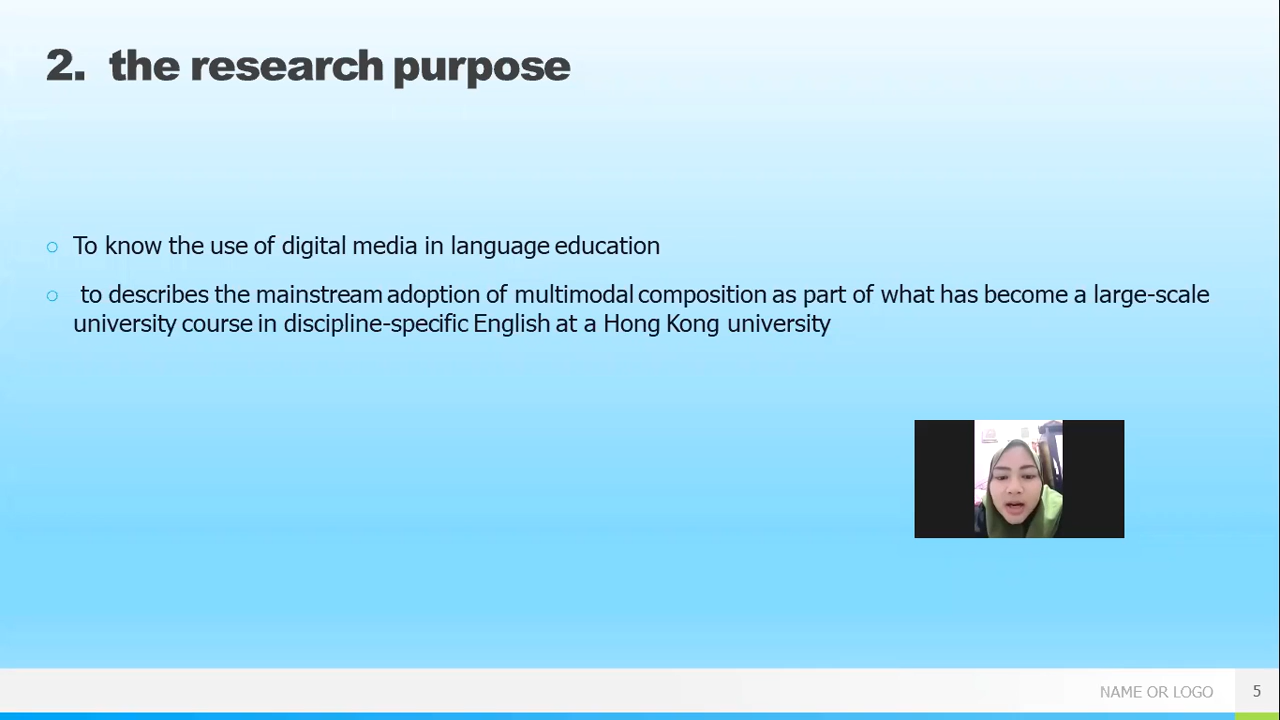 2. the research purpose
To know the use of digital media in language education
to describes the mainstream adoption of multimodal composition as part of what has become a large-scale
university course in discipline-specific English at a Hong Kong university
NAME OR LOGO
5